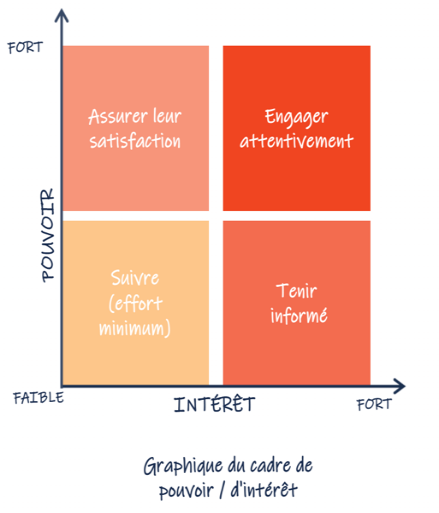 FORT
Assurer leur
satisfaction
Engager
attentivement
POUVOIR
Suivre
(effort
minimum)
Tenir
informé
FAIBLE
INTÉRÊT
FORT
Graphique du cadre de
pouvoir / d'intérêt